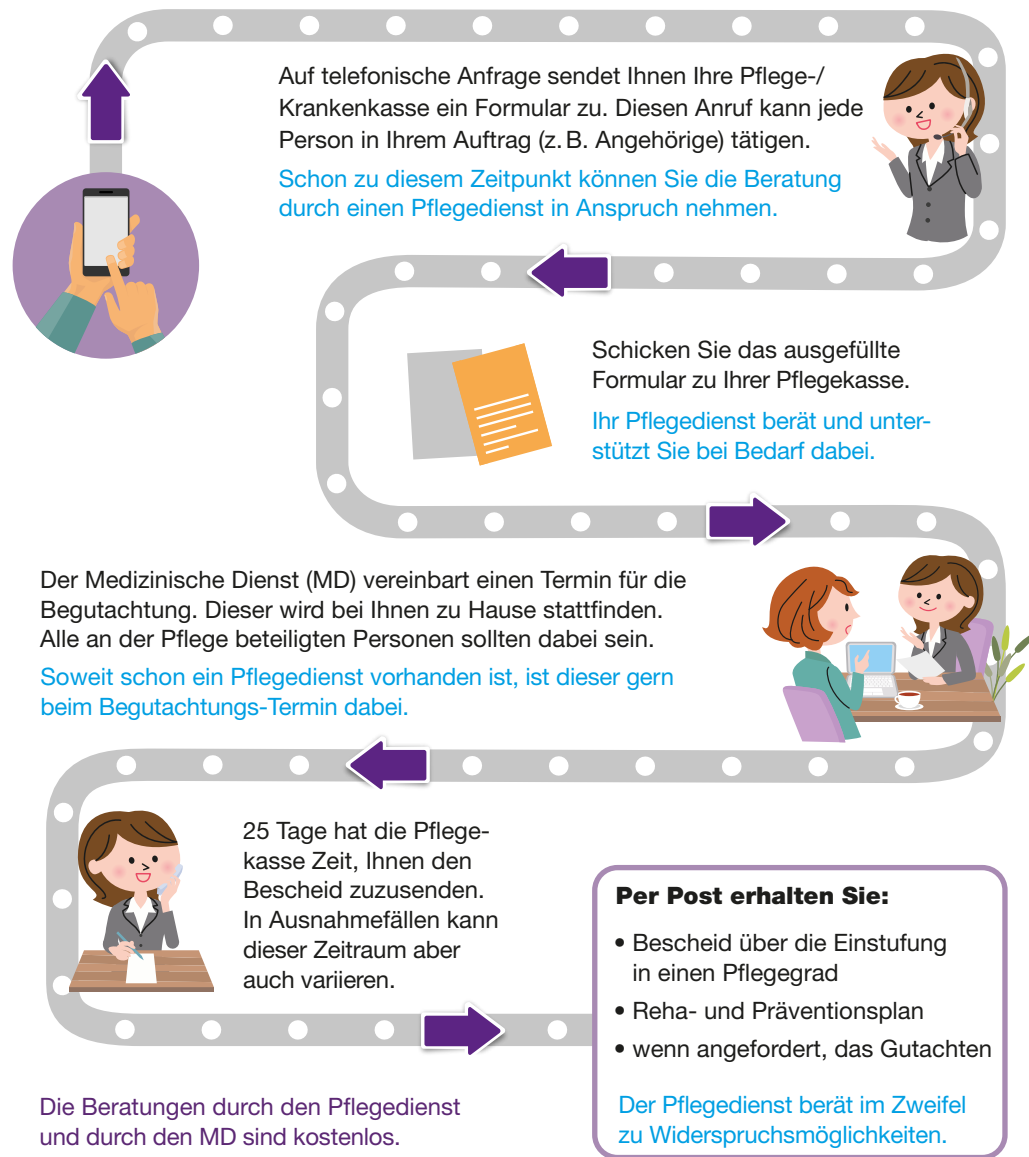 Auf telefonische Anfrage sendet Ihnen Ihre Pflege-/
Krankenkasse ein Formular zu. Diesen Anruf kann jede
Person in Ihrem Auftrag (z. B. Angehörige) tätigen.
Schon zu diesem Zeitpunkt können Sie die Beratung
durch einen Pflegedienst in Anspruch nehmen.
Schicken Sie das ausgefüllte
Formular zu Ihrer Pflegekasse.
Ihr Pflegedienst berät und unter-
stützt Sie bei Bedarf dabei.
Der Medizinische Dienst (MD) vereinbart einen Termin für die
Begutachtung. Dieser wird bei Ihnen zu Hause stattfinden.
Alle an der Pflege beteiligten Personen sollten dabei sein.
Soweit schon ein Pflegedienst vorhanden ist, ist dieser gern
beim Begutachtungs-Termin dabei.
25 Tage hat die Pflege-
kasse Zeit, Ihnen den
Bescheid zuzusenden.
In Ausnahmefällen kann
dieser Zeitraum aber
auch variieren.
Per Post erhalten Sie:
• Bescheid über die Einstufung
in einen Pflegegrad
• Reha- und Präventionsplan
• wenn angefordert, das Gutachten
Der Pflegedienst berät im Zweifel
zu Widerspruchsmöglichkeiten.
Die Beratungen durch den Pflegedienst
und durch den MD sind kostenlos.